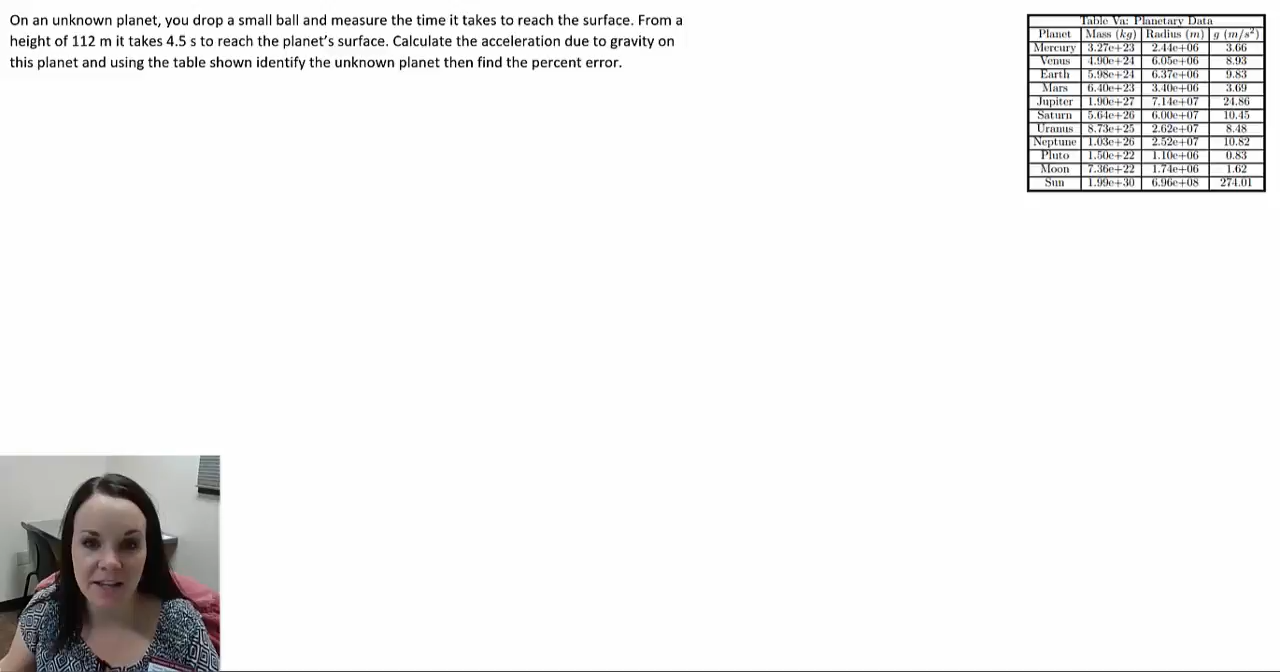 On an unknown planet, you drop a small ball and measure the time it takes to reach the surface. From a
height of 112 m it takes 4.5 s to reach the planet’s surface. Calculate the acceleration due to gravity on
this planet and using the table shown identify the unknown planet then find the percent error.
Table Va: Planetary Data
Planet Mass (kg) Radius (m) g (m/s²)
Mercury 3.27e+23 2.44e+06 3.66
Venus 4.90e+24 6.05e+06 8.93
Earth 5.98e+24 6.37e+06 9.83
Mars 6.40e+23 3.40e+06 3.69
Jupiter 1.90e+27 7.14e+07 24.86
Saturn 5.64e+26 6.00e+07 10.45
Uranus 8.73e+25 2.62e+07 8.48
Neptune 1.03e+26 2.52e+07 10.82
Pluto 1.50e+22 1.10e+06 0.83
Moon 7.36e+22 1.74e+06 1.62
Sun 1.99e+30 6.96e+08 274.01